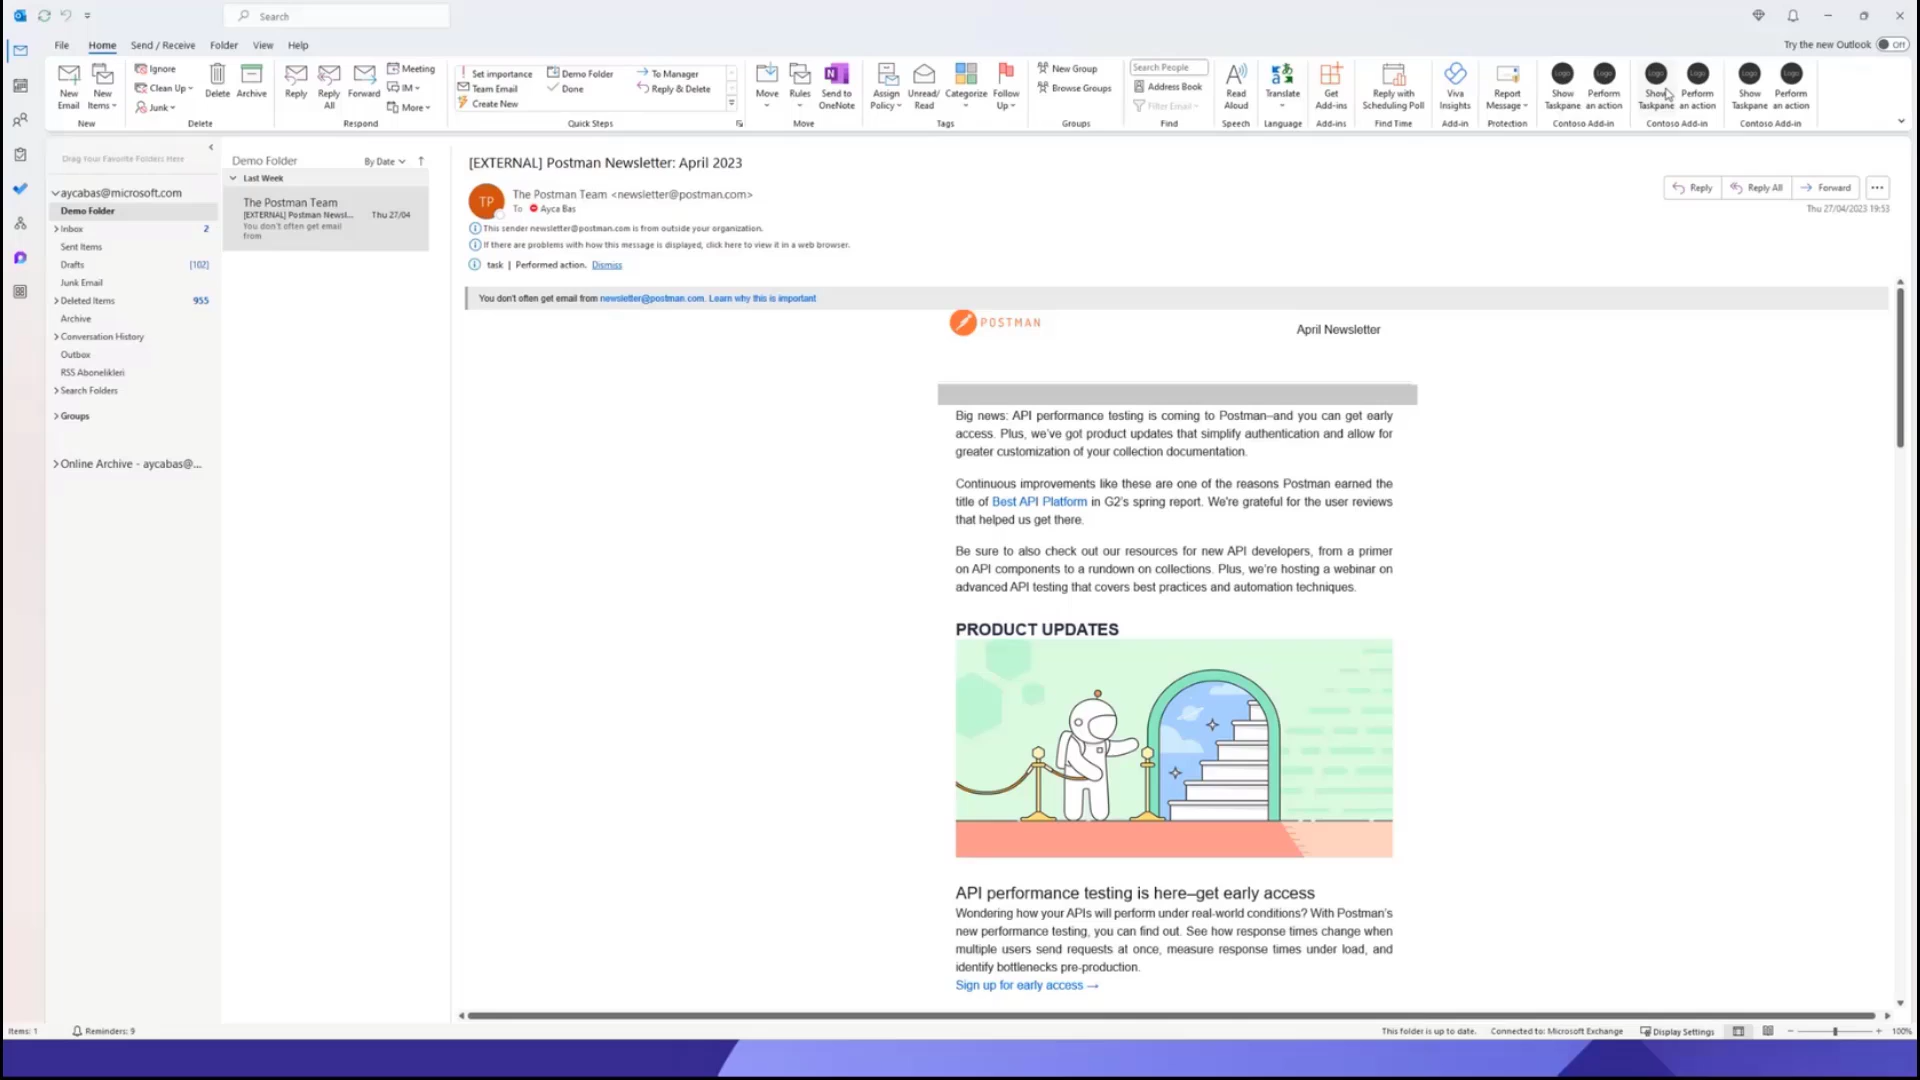 Search
File Home Send / Receive Folder View Help
Try the new Outlook Off
New Email
New Items
New
Ignore
Clean Up
Junk
Delete
Archive
Delete
Reply
Reply All
Forward
Meeting
IM
More
Respond
Set importance
Team Email
Create New
Demo Folder
Done
To Manager
Reply & Delete
Quick Steps
Move
Rules
Send to OneNote
Move
Assign Policy
Unread/ Read
Categorize
Follow Up
Tags
New Group
Browse Groups
Groups
Search People
Address Book
Filter Email
Find
Read Aloud
Speech
Translate
Language
Get Add-ins
Add-ins
Reply with Scheduling Poll
Find Time
Viva Insights
Add-in
Report Message
Protection
Logo
Show Taskpane
Logo
Perform an action
Contoso Add-in
Logo
Show Taskpane
Logo
Perform an action
Contoso Add-in
Logo
Show Taskpane
Logo
Perform an action
Contoso Add-in
Drag Your Favorite Folders Here
aycabas@microsoft.com
Demo Folder
Inbox 2
Sent Items
Drafts [102]
Junk Email
Deleted Items 955
Archive
Conversation History
Outbox
RSS Abonelikleri
Search Folders
Groups
Online Archive - aycabas@...
Demo Folder By Date
Last Week
The Postman Team
[EXTERNAL] Postman Newsl... Thu 27/04
You don't often get email
from
[EXTERNAL] Postman Newsletter: April 2023
TP
The Postman Team <newsletter@postman.com>
To Ayca Bas
Reply Reply All Forward
Thu 27/04/2023 19:53
This sender newsletter@postman.com is from outside your organization.
If there are problems with how this message is displayed, click here to view it in a web browser.
task | Performed action. Dismiss
You don't often get email from newsletter@postman.com. Learn why this is important
POSTMAN
April Newsletter
Big news: API performance testing is coming to Postman–and you can get early
access. Plus, we've got product updates that simplify authentication and allow for
greater customization of your collection documentation.
Continuous improvements like these are one of the reasons Postman earned the
title of Best API Platform in G2's spring report. We're grateful for the user reviews
that helped us get there.
Be sure to also check out our resources for new API developers, from a primer
on API components to a rundown on collections. Plus, we're hosting a webinar on
advanced API testing that covers best practices and automation techniques.
PRODUCT UPDATES
API performance testing is here–get early access
Wondering how your APIs will perform under real-world conditions? With Postman's
new performance testing, you can find out. See how response times change when
multiple users send requests at once, measure response times under load, and
identify bottlenecks pre-production.
Sign up for early access →
Items: 1 Reminders: 9
This folder is up to date. Connected to: Microsoft Exchange Display Settings 100%